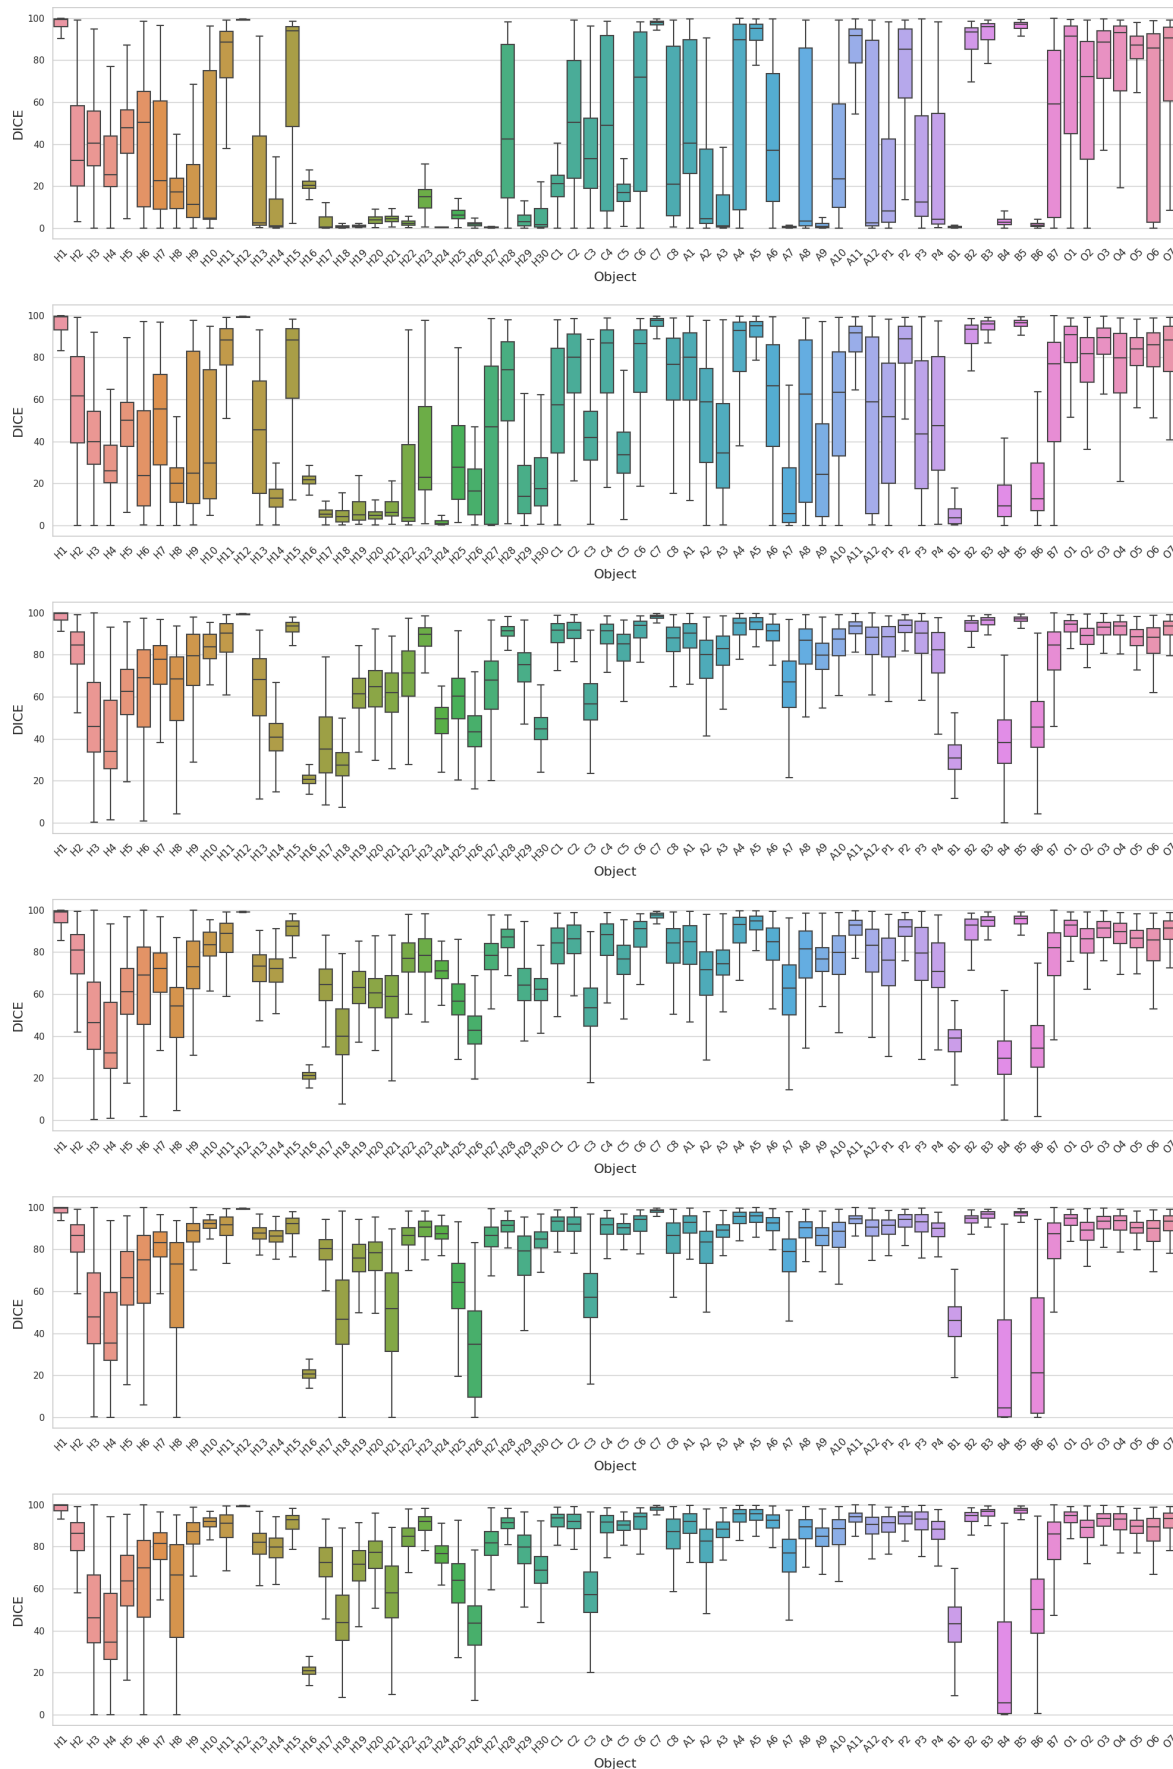 100
80
60
40
20
0
DICE
H1 H2 H3 H4 H5 H6 H7 H8 H9 H10 H11 H12 H13 H14 H15 H16 H17 H18 H19 H20 H21 H22 H23 H24 H25 H26 H27 H28 H29 H30 C1 C2 C3 C4 C5 C6 C7 C8 A1 A2 A3 A4 A5 A6 A7 A8 A9 A10 A11 A12 P1 P2 P3 P4 B1 B2 B3 B4 B5 B6 B7 O1 O2 O3 O4 O5 O6 O7
Object
100
80
60
40
20
0
DICE
H1 H2 H3 H4 H5 H6 H7 H8 H9 H10 H11 H12 H13 H14 H15 H16 H17 H18 H19 H20 H21 H22 H23 H24 H25 H26 H27 H28 H29 H30 C1 C2 C3 C4 C5 C6 C7 C8 A1 A2 A3 A4 A5 A6 A7 A8 A9 A10 A11 A12 P1 P2 P3 P4 B1 B2 B3 B4 B5 B6 B7 O1 O2 O3 O4 O5 O6 O7
Object
100
80
60
40
20
0
DICE
H1 H2 H3 H4 H5 H6 H7 H8 H9 H10 H11 H12 H13 H14 H15 H16 H17 H18 H19 H20 H21 H22 H23 H24 H25 H26 H27 H28 H29 H30 C1 C2 C3 C4 C5 C6 C7 C8 A1 A2 A3 A4 A5 A6 A7 A8 A9 A10 A11 A12 P1 P2 P3 P4 B1 B2 B3 B4 B5 B6 B7 O1 O2 O3 O4 O5 O6 O7
Object
100
80
60
40
20
0
DICE
H1 H2 H3 H4 H5 H6 H7 H8 H9 H10 H11 H12 H13 H14 H15 H16 H17 H18 H19 H20 H21 H22 H23 H24 H25 H26 H27 H28 H29 H30 C1 C2 C3 C4 C5 C6 C7 C8 A1 A2 A3 A4 A5 A6 A7 A8 A9 A10 A11 A12 P1 P2 P3 P4 B1 B2 B3 B4 B5 B6 B7 O1 O2 O3 O4 O5 O6 O7
Object
100
80
60
40
20
0
DICE
H1 H2 H3 H4 H5 H6 H7 H8 H9 H10 H11 H12 H13 H14 H15 H16 H17 H18 H19 H20 H21 H22 H23 H24 H25 H26 H27 H28 H29 H30 C1 C2 C3 C4 C5 C6 C7 C8 A1 A2 A3 A4 A5 A6 A7 A8 A9 A10 A11 A12 P1 P2 P3 P4 B1 B2 B3 B4 B5 B6 B7 O1 O2 O3 O4 O5 O6 O7
Object
100
80
60
40
20
0
DICE
H1 H2 H3 H4 H5 H6 H7 H8 H9 H10 H11 H12 H13 H14 H15 H16 H17 H18 H19 H20 H21 H22 H23 H24 H25 H26 H27 H28 H29 H30 C1 C2 C3 C4 C5 C6 C7 C8 A1 A2 A3 A4 A5 A6 A7 A8 A9 A10 A11 A12 P1 P2 P3 P4 B1 B2 B3 B4 B5 B6 B7 O1 O2 O3 O4 O5 O6 O7
Object